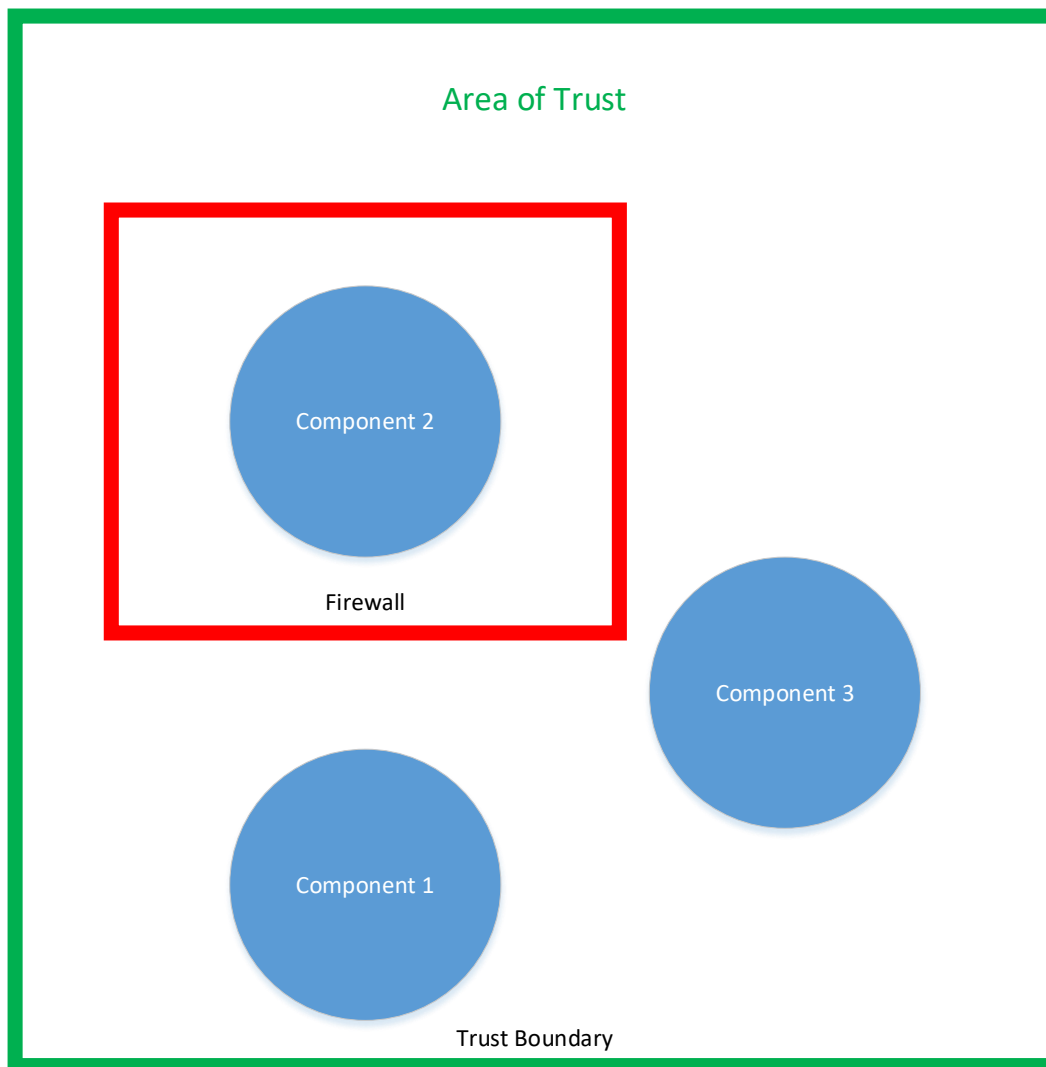 Area of Trust
Component 2
Firewall
Component 3
Component 1
Trust Boundary